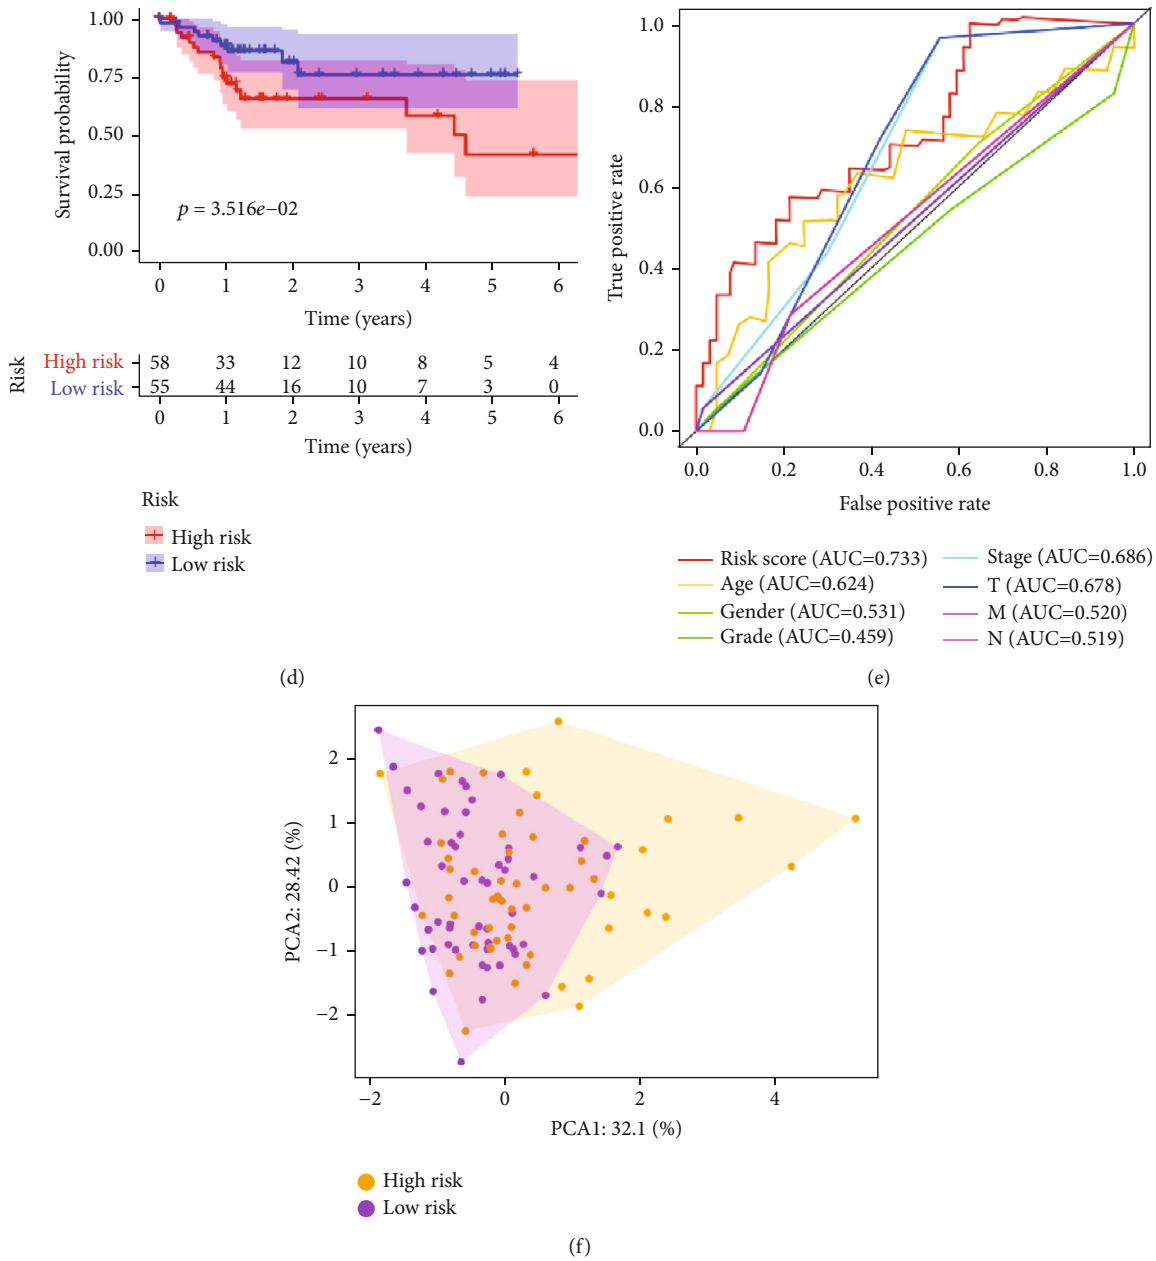 1.00
0.75
0.50
0.25
0.00
Survival probability
p = 3.516e−02
0 1 2 3 4 5 6
Time (years)
Risk
High risk 58 33 12 10 8 5 4
Low risk 55 44 16 10 7 3 0
0 1 2 3 4 5 6
Time (years)
Risk
High risk
Low risk
(d)
1.0
0.8
0.6
0.4
0.2
0.0
True positive rate
0.0 0.2 0.4 0.6 0.8 1.0
False positive rate
Risk score (AUC=0.733)
Age (AUC=0.624)
Gender (AUC=0.531)
Grade (AUC=0.459)
Stage (AUC=0.686)
T (AUC=0.678)
M (AUC=0.520)
N (AUC=0.519)
(e)
2
1
0
−1
−2
PCA2: 28.42 (%)
−2 0 2 4
PCA1: 32.1 (%)
High risk
Low risk
(f)